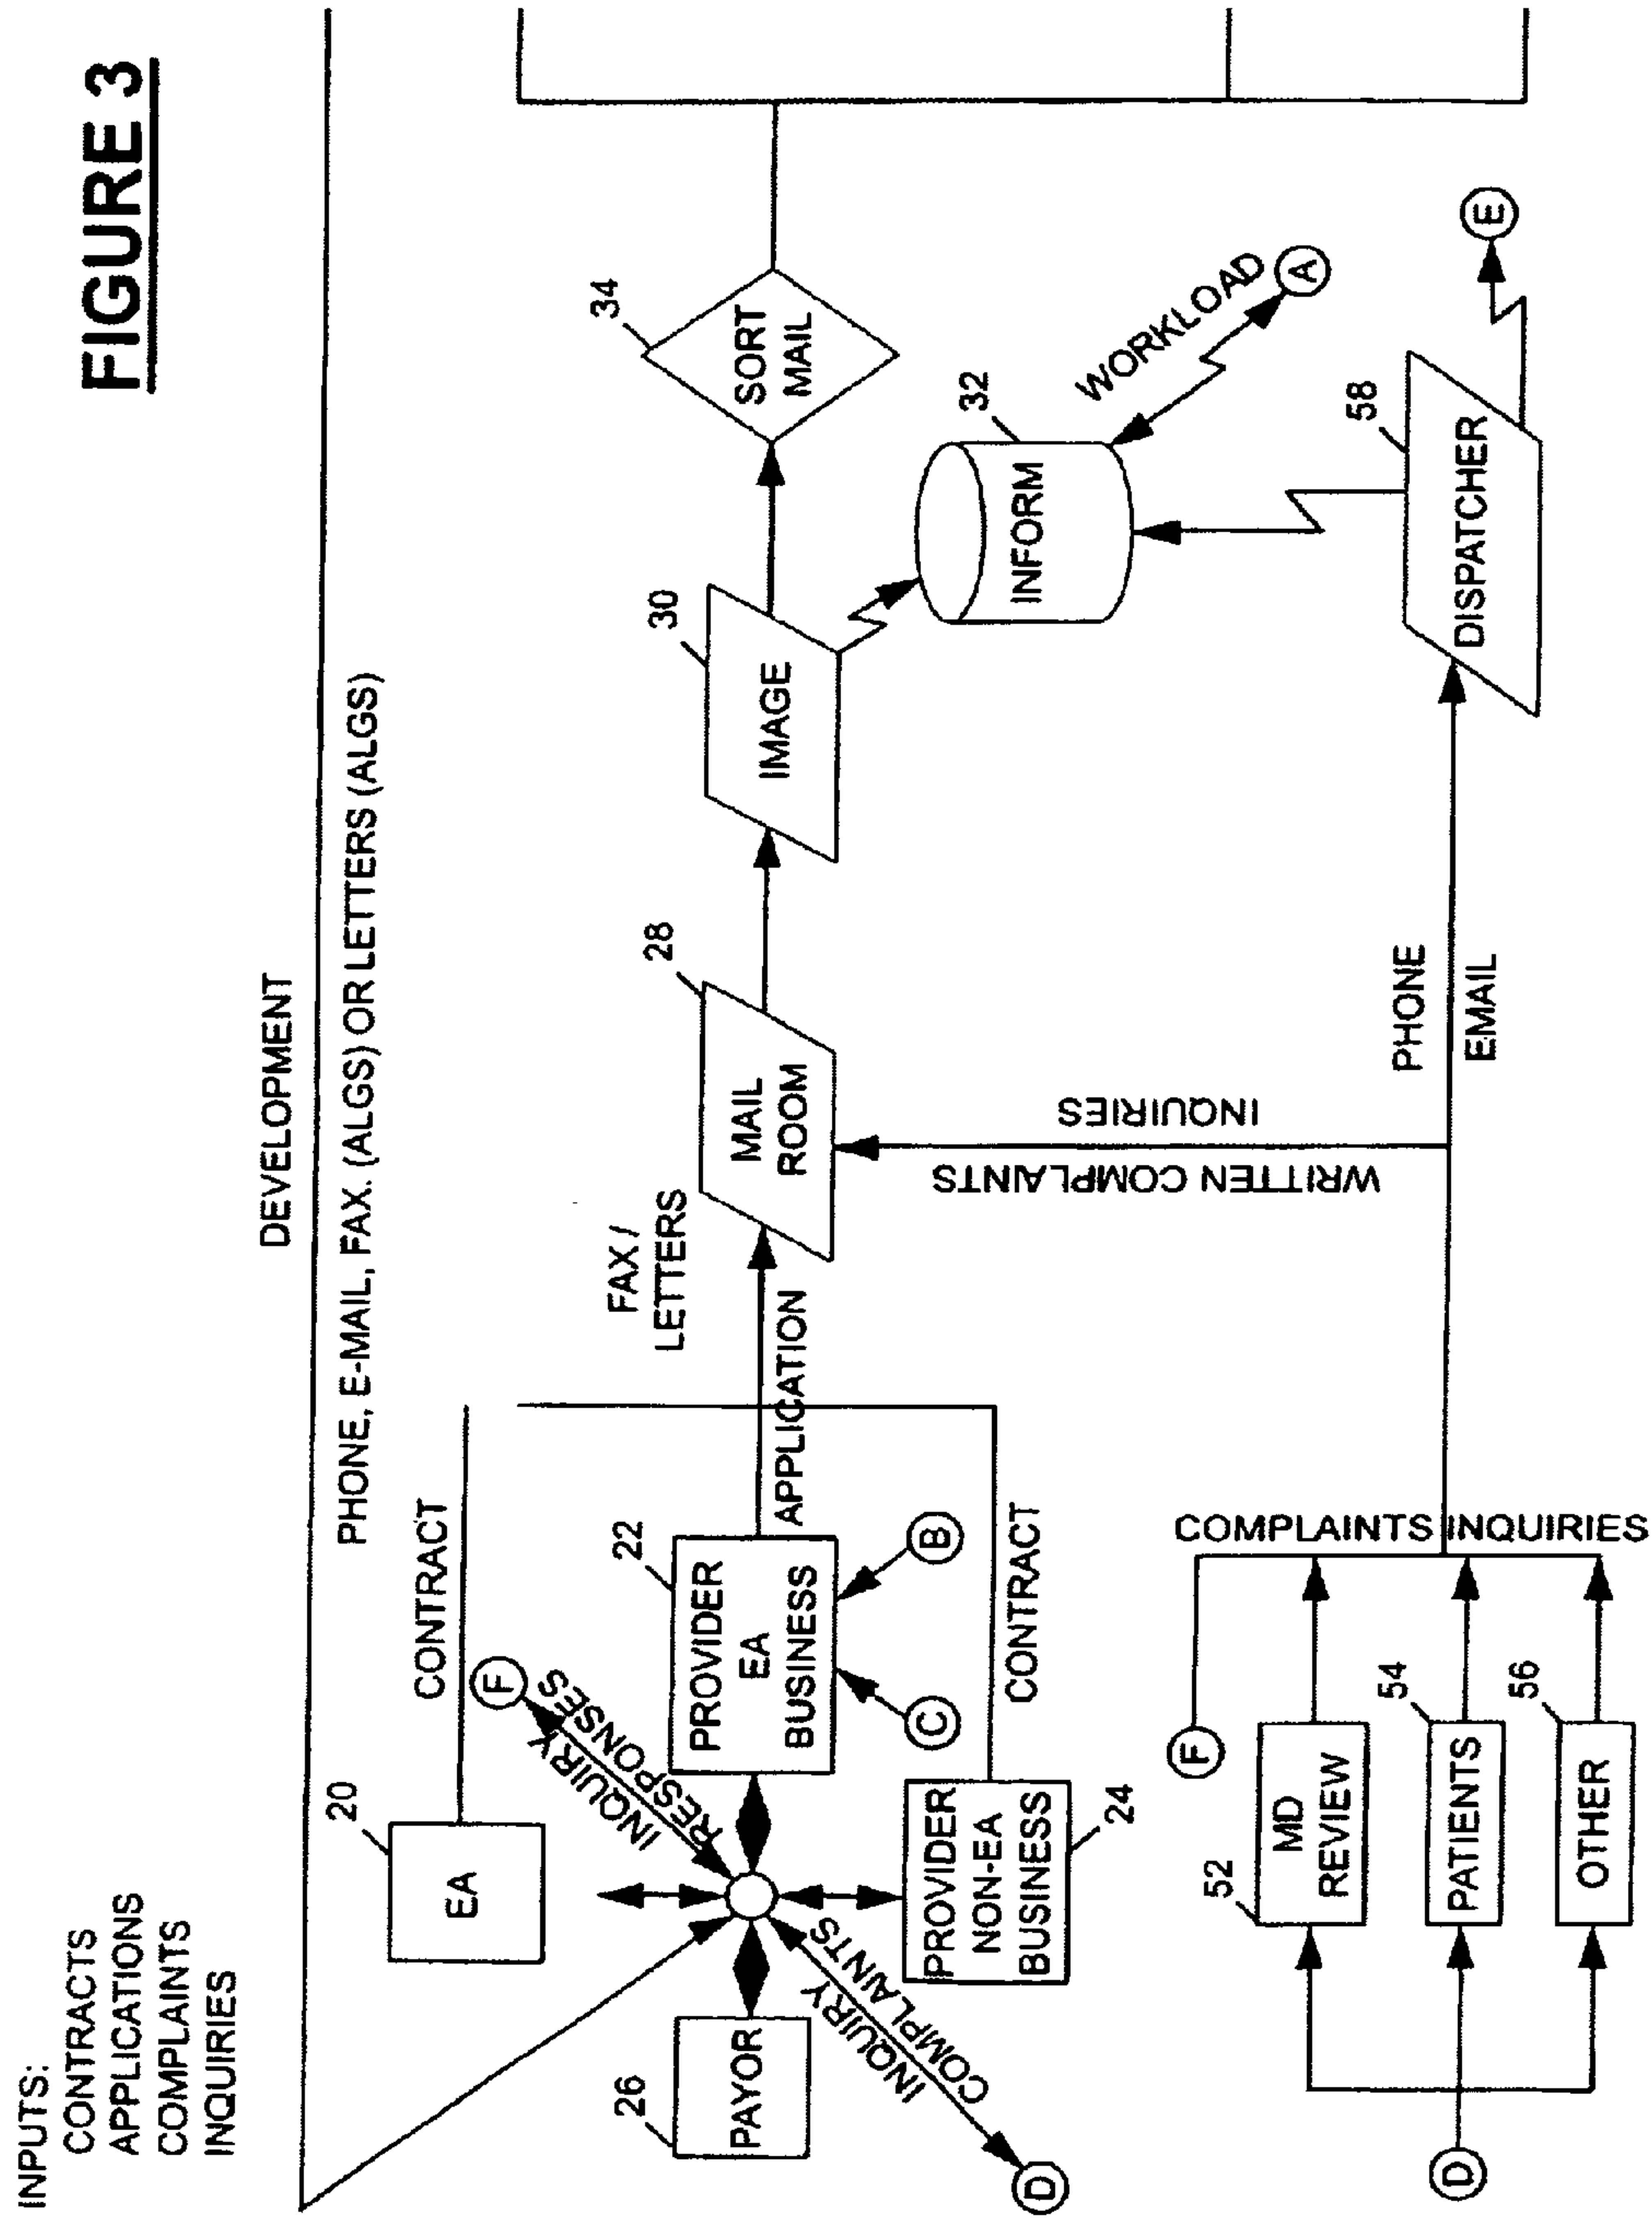 FIGURE 3
INPUTS:
CONTRACTS
APPLICATIONS
COMPLAINTS
INQUIRIES
DEVELOPMENT
PHONE, E-MAIL, FAX. (ALGS) OR LETTERS (ALGS)
20
EA
CONTRACT
F
INQUIRY
RESPONSES
26
PAYOR
22
PROVIDER
EA
BUSINESS
APPLICATION
FAX /
LETTERS
28
MAIL
ROOM
30
IMAGE
34
SORT
MAIL
B
C
INQUIRY
COMPLAINTS
D
PROVIDER
NON-EA
BUSINESS
24
CONTRACT
32
INFORM
WORKLOAD
A
WRITTEN COMPLAINTS
INQUIRIES
F
COMPLAINTS INQUIRIES
52
MD
REVIEW
54
PATIENTS
56
OTHER
D
PHONE
EMAIL
58
DISPATCHER
E